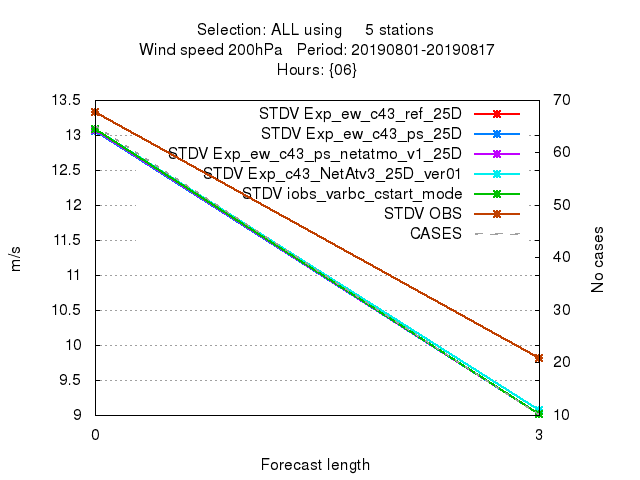 Selection: ALL using     5 stations
Wind speed 200hPa   Period: 20190801-20190817
Hours: {06}
13.5
13
12.5
12
11.5
11
10.5
10
9.5
9
m/s
STDV Exp_ew_c43_ref_25D
STDV Exp_ew_c43_ps_25D
STDV Exp_ew_c43_ps_netatmo_v1_25D
STDV Exp_c43_NetAtv3_25D_ver01
STDV iobs_varbc_cstart_mode
STDV OBS
CASES
70
60
50
40
30
20
10
No cases
0
3
Forecast length